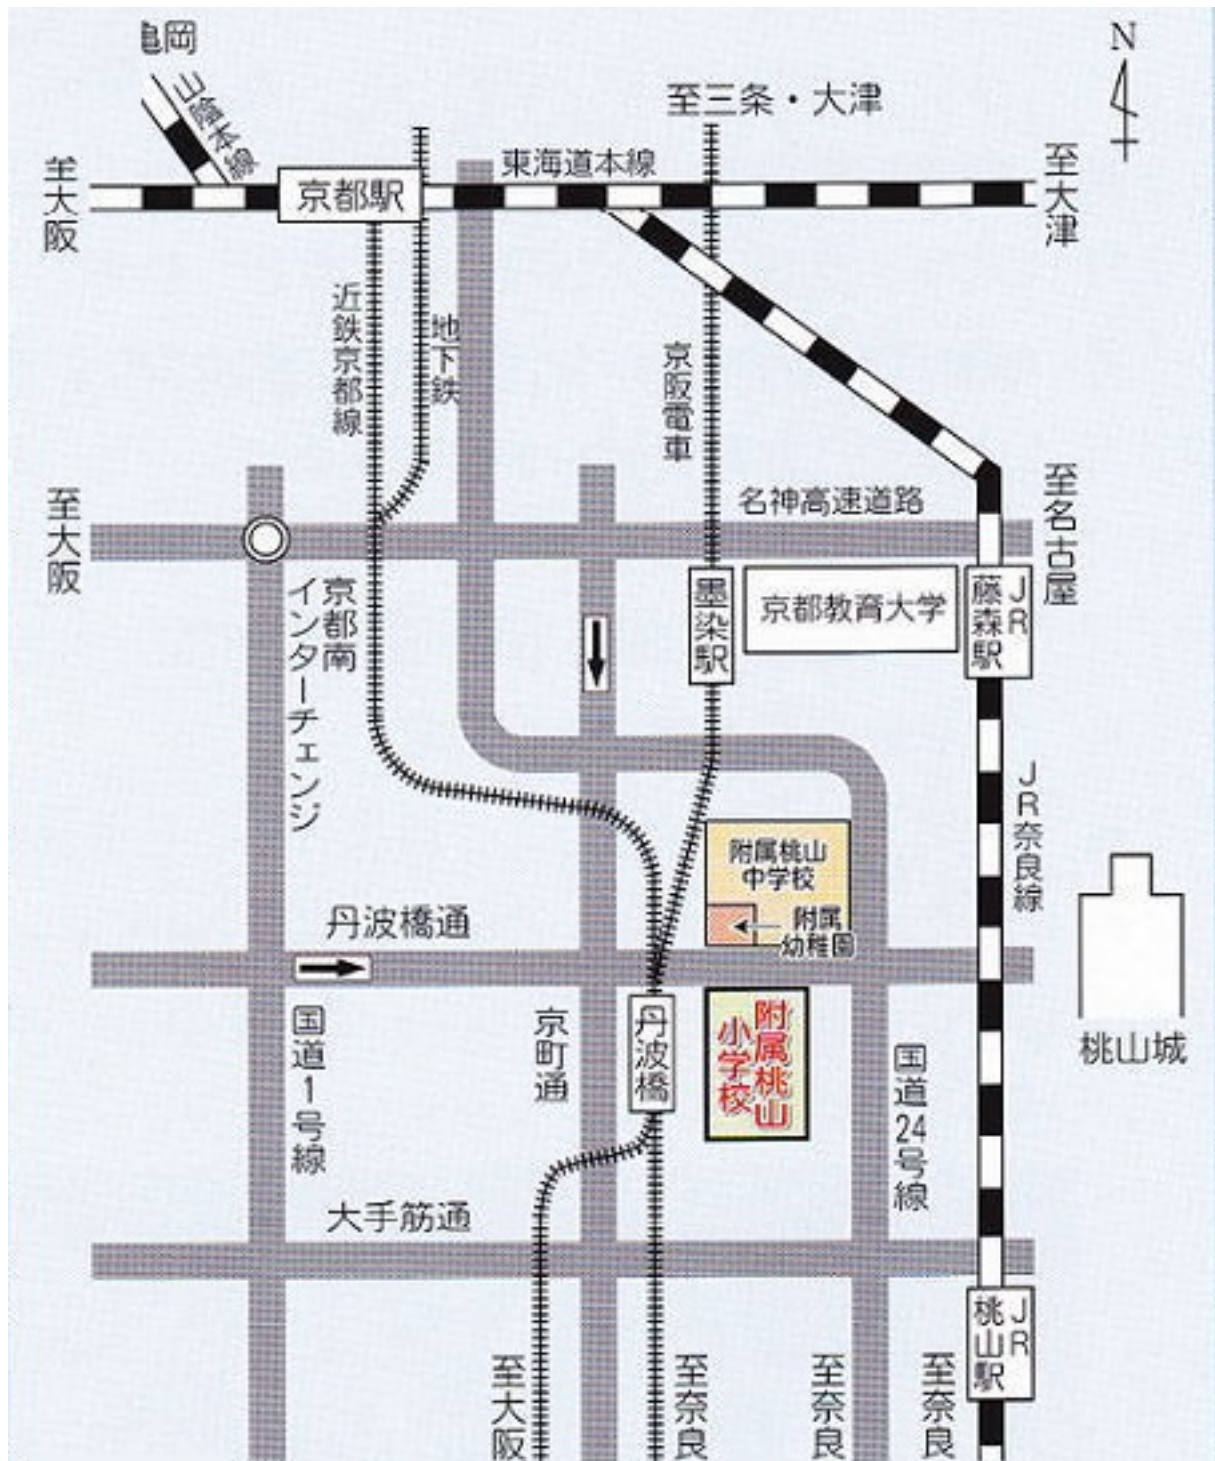 亀岡
N
至三条・大津
山陰本線
東海道本線
至大阪
京都駅
至大津
近鉄京都線
地下鉄
京阪電車
名神高速道路
至大阪
至名古屋
京都南
インターチェンジ
墨染駅
京都教育大学
JR
藤森駅
JR奈良線
附属桃山
中学校
附属
幼稚園
丹波橋通
国道1号線
京町通
丹波橋
附属桃山
小学校
国道24号線
桃山城
大手筋通
JR
桃山駅
至大阪
至奈良
至奈良
至奈良